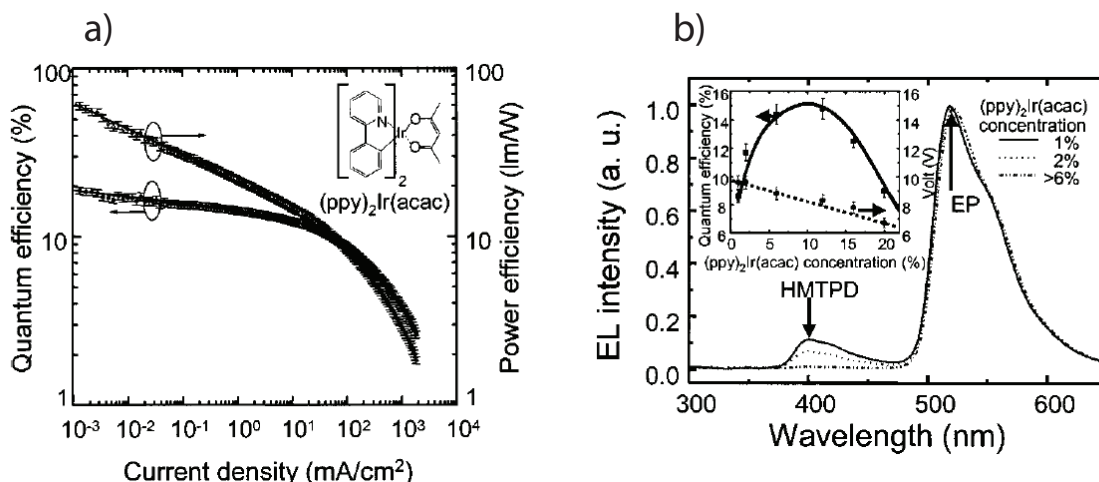 a)
Quantum efficiency (%)
100
10
1
Power efficiency (lm/W)
100
10
1
N
Ir
O
O
2
(ppy)₂Ir(acac)
10⁻³ 10⁻² 10⁻¹ 10⁰ 10¹ 10² 10³ 10⁴
Current density (mA/cm²)
b)
EL intensity (a. u.)
1.0
0.8
0.6
0.4
0.2
0.0
Quantum efficiency (%)
16
14
12
10
8
6
Volt (V)
16
14
12
10
8
6
0 5 10 15 20
(ppy)₂Ir(acac) concentration (%)
(ppy)₂Ir(acac)
concentration
1%
2%
>6%
EP
HMTPD
300 400 500 600
Wavelength (nm)